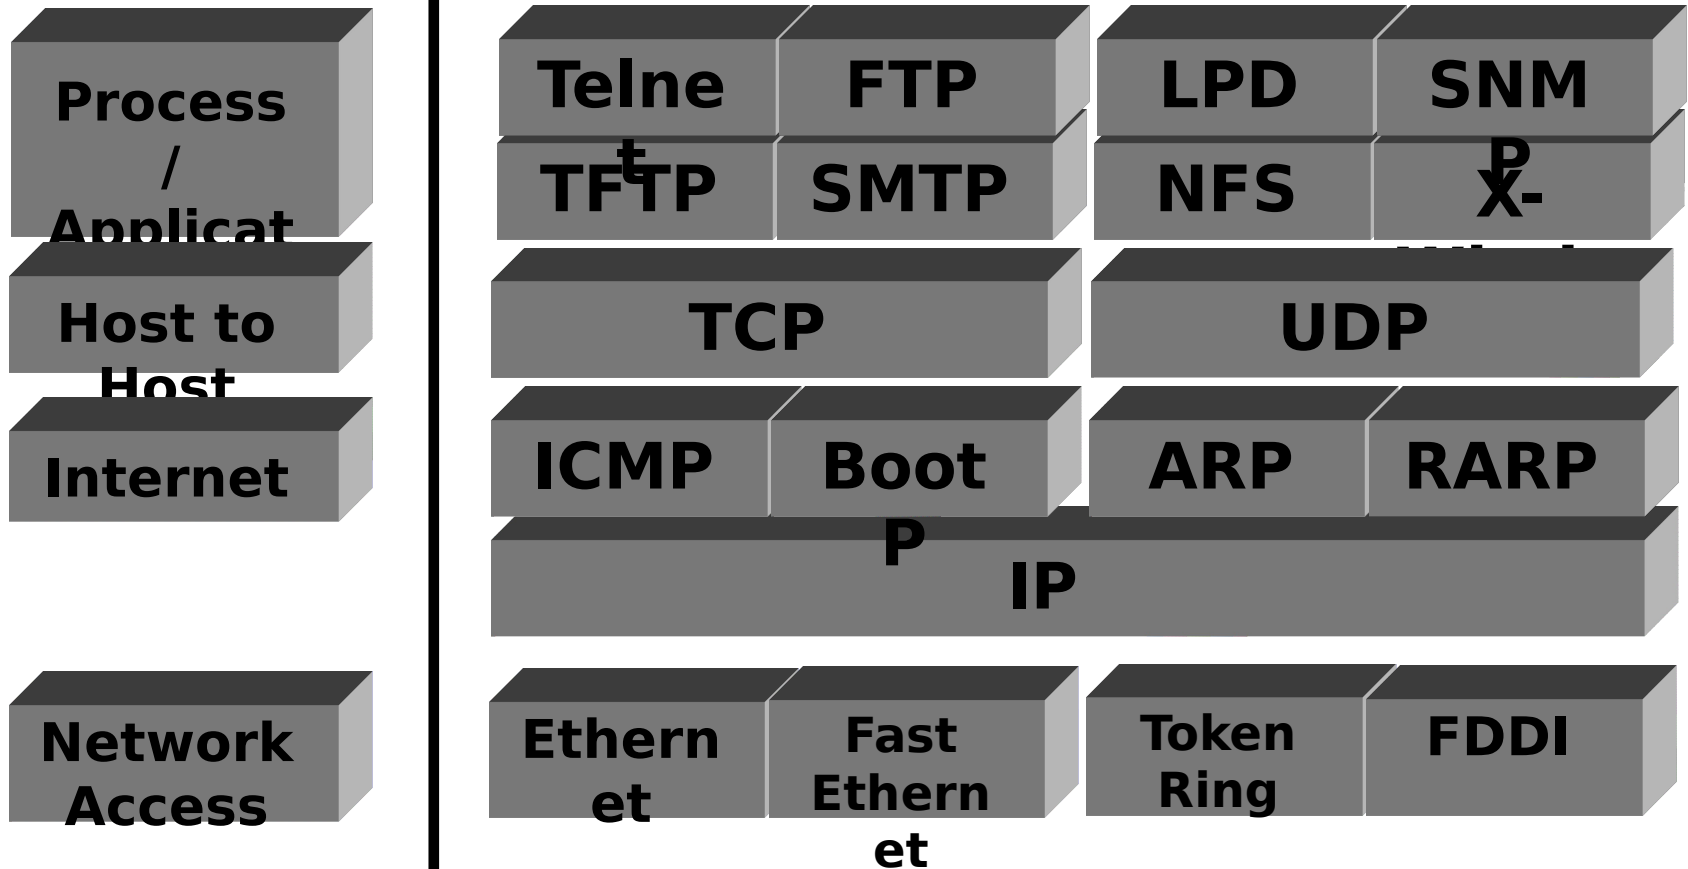 Process
/
Applicat
Host to
Host
Internet
Network
Access
Telne
t
FTP
LPD
SNM
P
TFTP
SMTP
NFS
X-
TCP
UDP
ICMP
Boot
P
ARP
RARP
IP
Ethern
et
Fast
Ethern
et
Token
Ring
FDDI